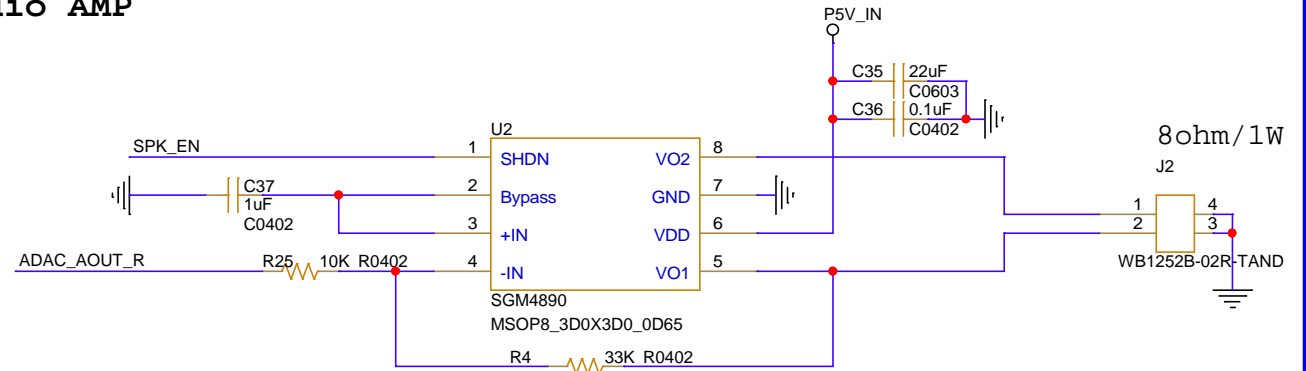 dio AMP
P5V_IN
C35 22uF
C0603
C36 0.1uF
C0402
8ohm/1W
J2
U2
SPK_EN
1 SHDN VO2 8
C37
2 Bypass GND 7
1uF
C0402
3 +IN VDD 6
ADAC_AOUT_R
R25 10K R0402
4 -IN VO1 5
1 4
2 3
WB1252B-02R-TAND
SGM4890
MSOP8_3D0X3D0_0D65
R4 33K R0402